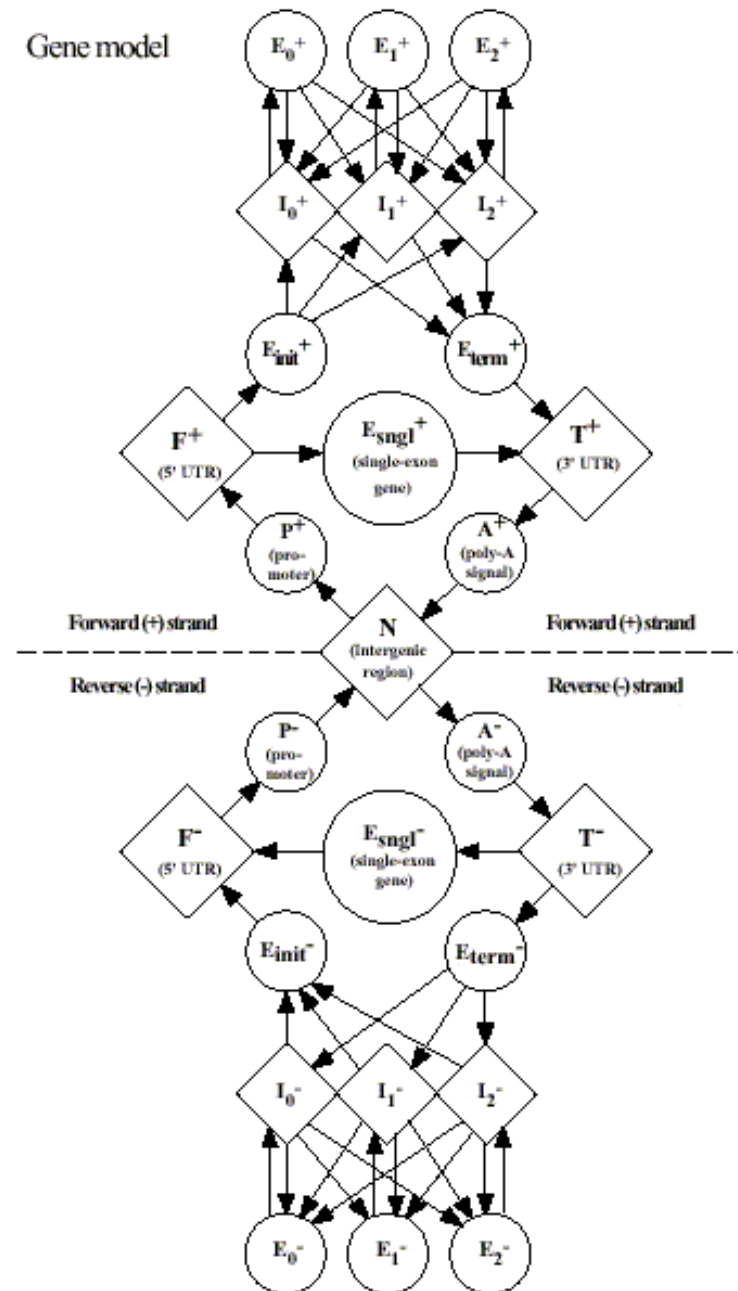 Gene model
E0+ E1+ E2+
I0+ I1+ I2+
Einit+ Eterm+
F+
(5' UTR)
Esngl+
(single-exon
gene)
T+
(3' UTR)
P+
(pro-
moter)
A+
(poly-A
signal)
Forward (+) strand
N
(intergenic
region)
Forward (+) strand
Reverse (-) strand
Reverse (-) strand
P-
(pro-
moter)
A-
(poly-A
signal)
F-
(5' UTR)
Esngl-
(single-exon
gene)
T-
(3' UTR)
Einit- Eterm-
I0- I1- I2-
E0- E1- E2-